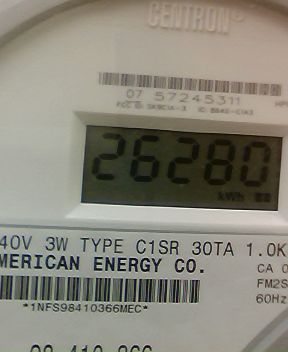 CENTRON®
07 57245311
26280
kWh
40V 3W TYPE C1SR 30TA 1.0K
MERICAN ENERGY CO.
CA 0
FM2S
60Hz
*1NFS98410366MEC*